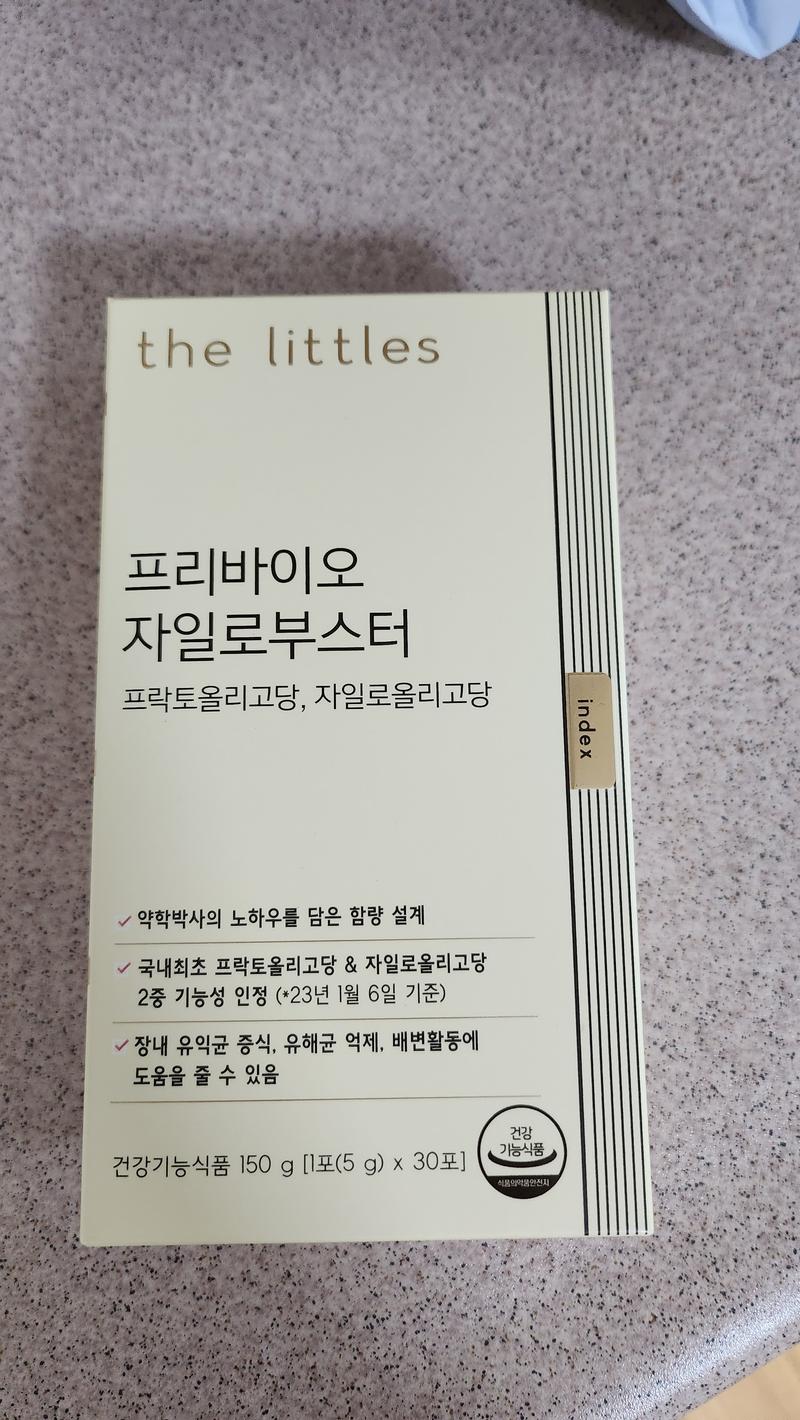 the littles
프리바이오
자일로부스터
프락토올리고당, 자일로올리고당
index
약학박사의 노하우를 담은 함량 설계
국내최초 프락토올리고당 & 자일로올리고당
2중 기능성 인정 (*23년 1월 6일 기준)
장내 유익균 증식, 유해균 억제, 배변활동에
도움을 줄 수 있음
건강기능식품 150 g [1포(5 g) x 30포]
건강
기능식품
식품의약품안전처